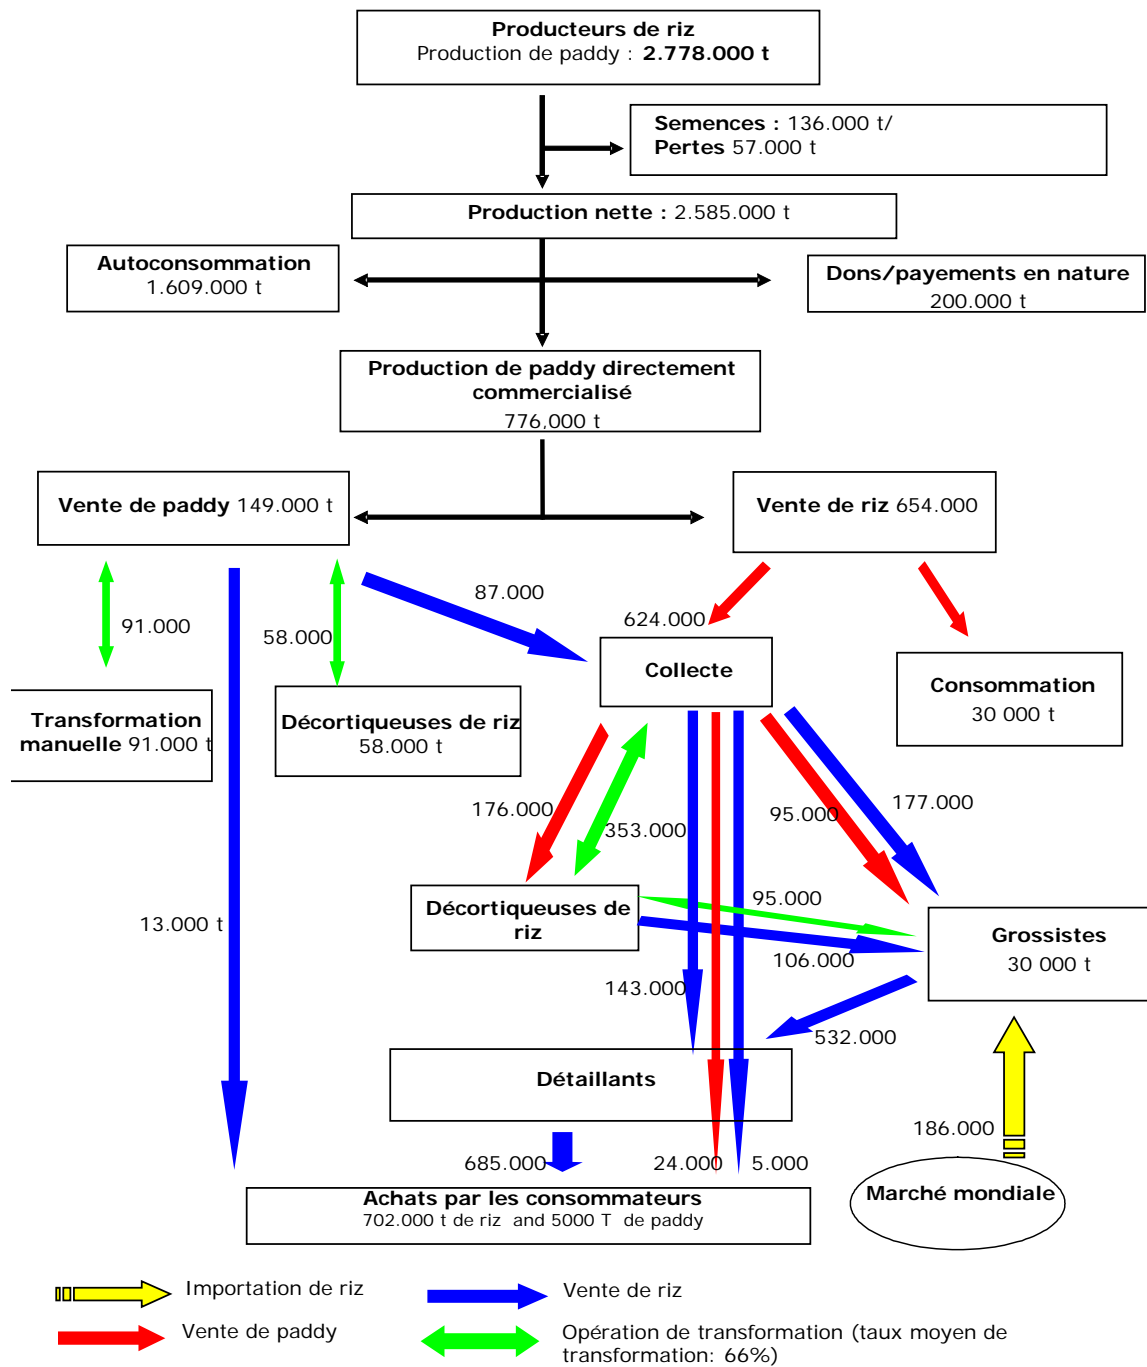 Producteurs de riz
Production de paddy : 2.778.000 t
Semences : 136.000 t/
Pertes 57.000 t
Production nette : 2.585.000 t
Autoconsommation
1.609.000 t
Dons/payements en nature
200.000 t
Production de paddy directement
commercialisé
776,000 t
Vente de paddy 149.000 t
Vente de riz 654.000
87.000
91.000
58.000
624.000
Collecte
Consommation
30 000 t
Transformation
manuelle 91.000 t
Décortiqueuses de riz
58.000 t
176.000
353.000
95.000
177.000
Décortiqueuses de
riz
95.000
13.000 t
Grossistes
30 000 t
106.000
143.000
532.000
Détaillants
186.000
685.000
24.000
5.000
Achats par les consommateurs
702.000 t de riz and 5000 T de paddy
Marché mondiale
Importation de riz
Vente de riz
Vente de paddy
Opération de transformation (taux moyen de
transformation: 66%)